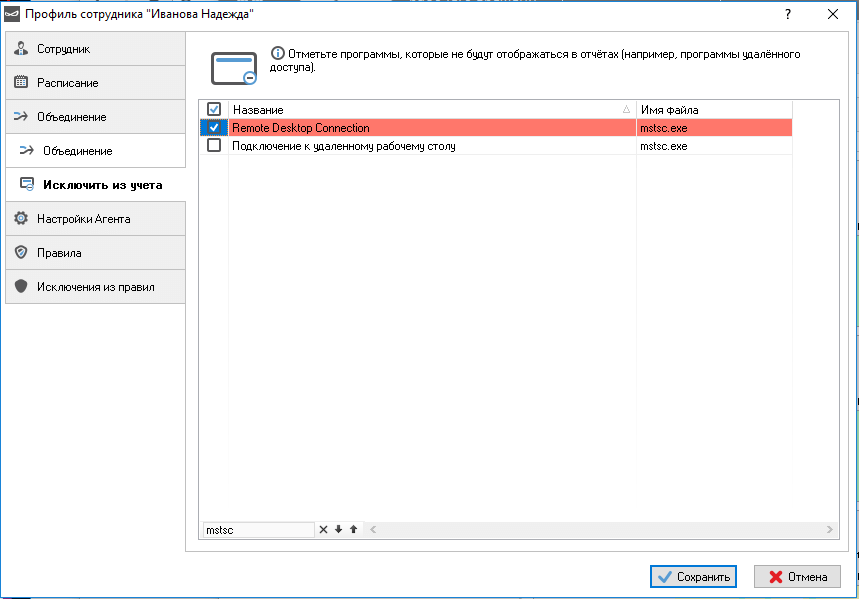 Профиль сотрудника "Иванова Надежда"
?
Сотрудник
Расписание
Объединение
Объединение
Исключить из учета
Настройки Агента
Правила
Исключения из правил
Отметьте программы, которые не будут отображаться в отчётах (например, программы удалённого
доступа).
Название Имя файла
Remote Desktop Connection mstsc.exe
Подключение к удаленному рабочему столу mstsc.exe
mstsc
Сохранить Отмена